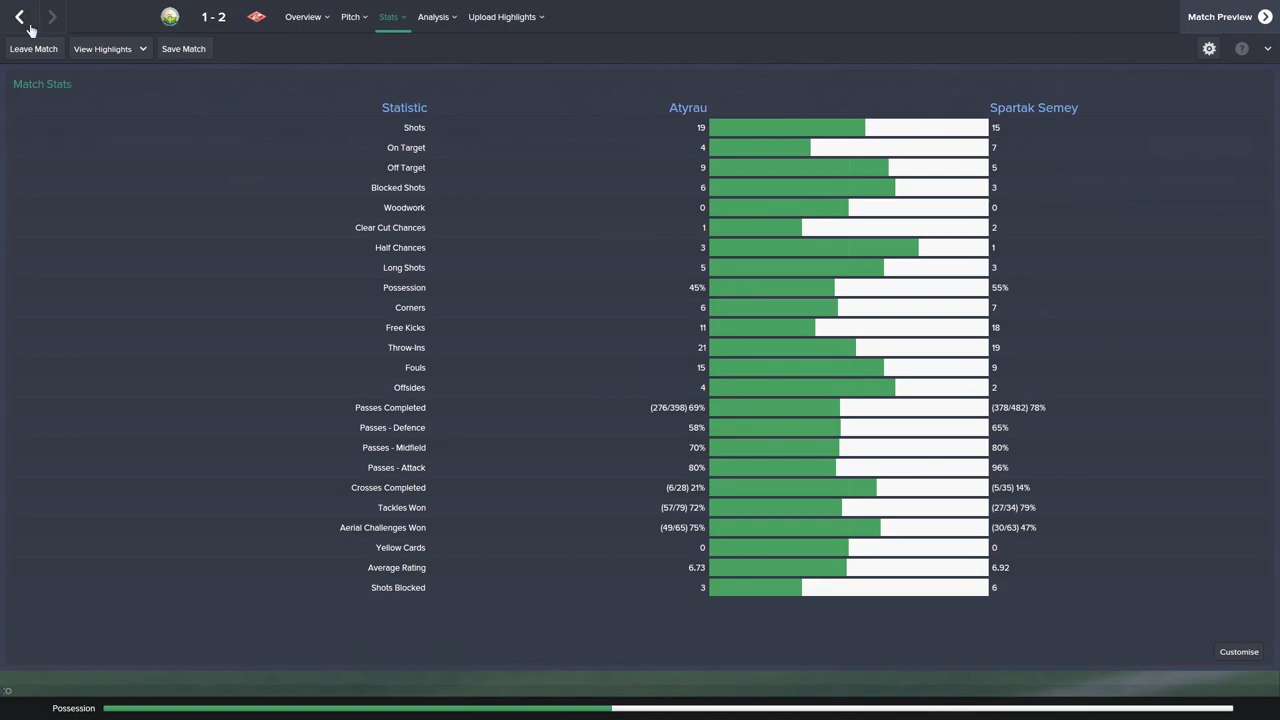 1 - 2 Overview Pitch Stats Analysis Upload Highlights Match Preview
Leave Match View Highlights Save Match ?
Match Stats
Statistic Atyrau Spartak Semey
Shots 19 15
On Target 4 7
Off Target 9 5
Blocked Shots 6 3
Woodwork 0 0
Clear Cut Chances 1 2
Half Chances 3 1
Long Shots 5 3
Possession 45% 55%
Corners 6 7
Free Kicks 11 18
Throw-Ins 21 19
Fouls 15 9
Offsides 4 2
Passes Completed (276/398) 69% (378/482) 78%
Passes - Defence 58% 65%
Passes - Midfield 70% 80%
Passes - Attack 80% 96%
Crosses Completed (6/28) 21% (5/35) 14%
Tackles Won (57/79) 72% (27/34) 79%
Aerial Challenges Won (49/65) 75% (30/63) 47%
Yellow Cards 0 0
Average Rating 6.73 6.92
Shots Blocked 3 6
Customise
Possession